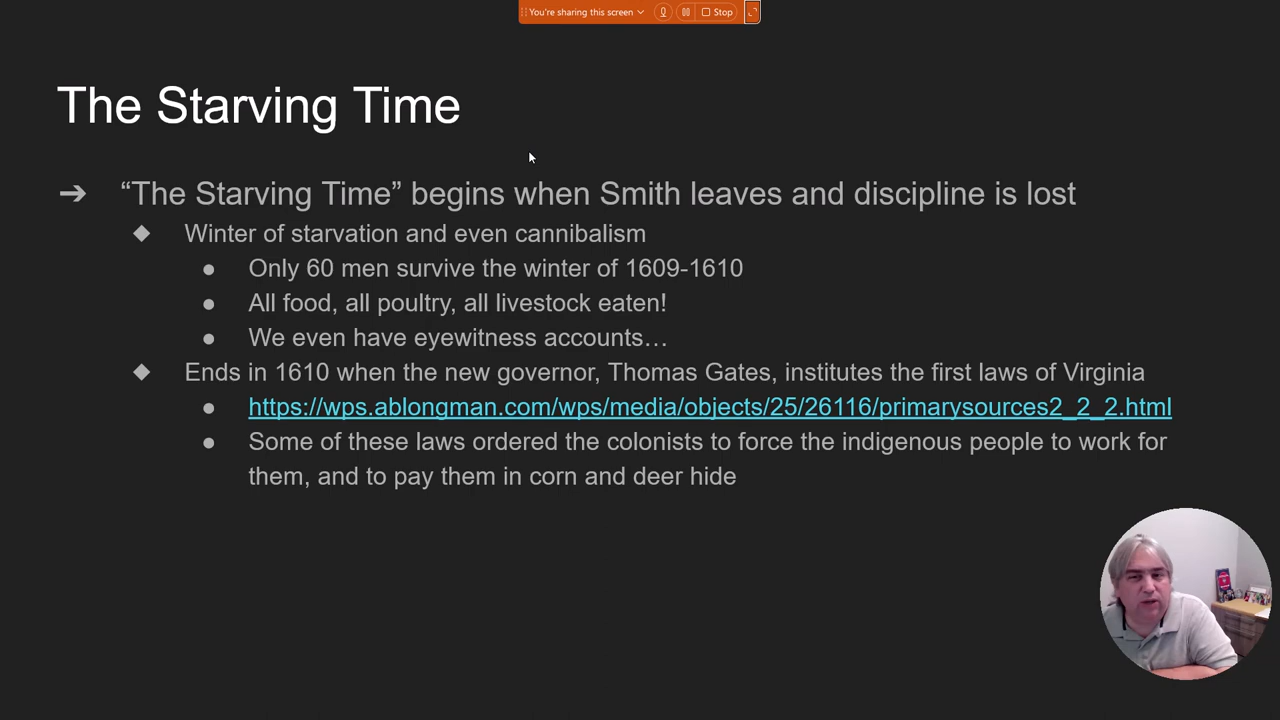 You're sharing this screen
Stop
The Starving Time
➔ “The Starving Time” begins when Smith leaves and discipline is lost
◆ Winter of starvation and even cannibalism
● Only 60 men survive the winter of 1609-1610
● All food, all poultry, all livestock eaten!
● We even have eyewitness accounts…
◆ Ends in 1610 when the new governor, Thomas Gates, institutes the first laws of Virginia
● https://wps.ablongman.com/wps/media/objects/25/26116/primarysources2_2_2.html
● Some of these laws ordered the colonists to force the indigenous people to work for
them, and to pay them in corn and deer hide